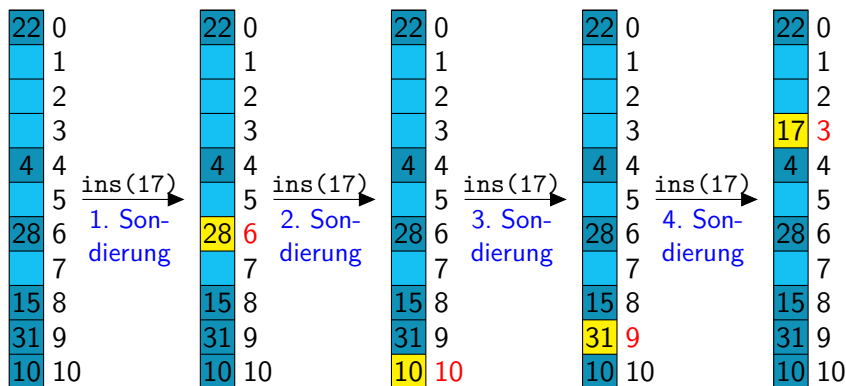 22 0 22 0 22 0 22 0 22 0
1 1 1 1 1
2 2 2 2 2
3 3 3 3 17 3
4 4 4 4 4 4 4 4 4 4
ins(17) ins(17) ins(17) ins(17)
5 5 5 5 5
1. Son- 2. Son- 3. Son- 4. Son-
28 6 28 6 28 6 28 6 28 6
dierung dierung dierung dierung
7 7 7 7 7
15 8 15 8 15 8 15 8 15 8
31 9 31 9 31 9 31 9 31 9
10 10 10 10 10 10 10 10 10 10